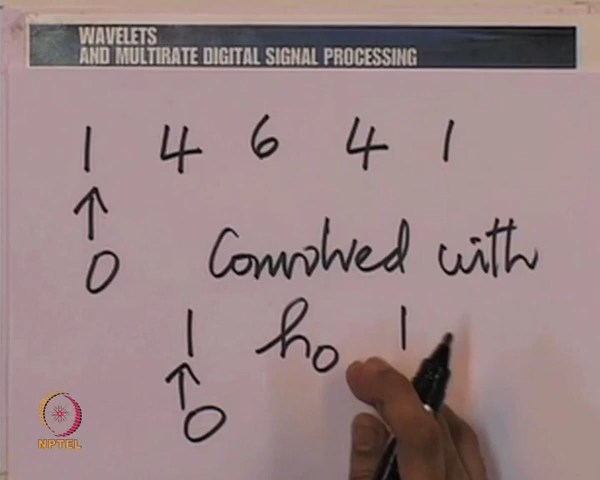 WAVELETS
AND MULTIRATE DIGITAL SIGNAL PROCESSING
1 4 6 4 1
↑
0 Convolved with
1 h₀ 1
↑
0
NPTEL